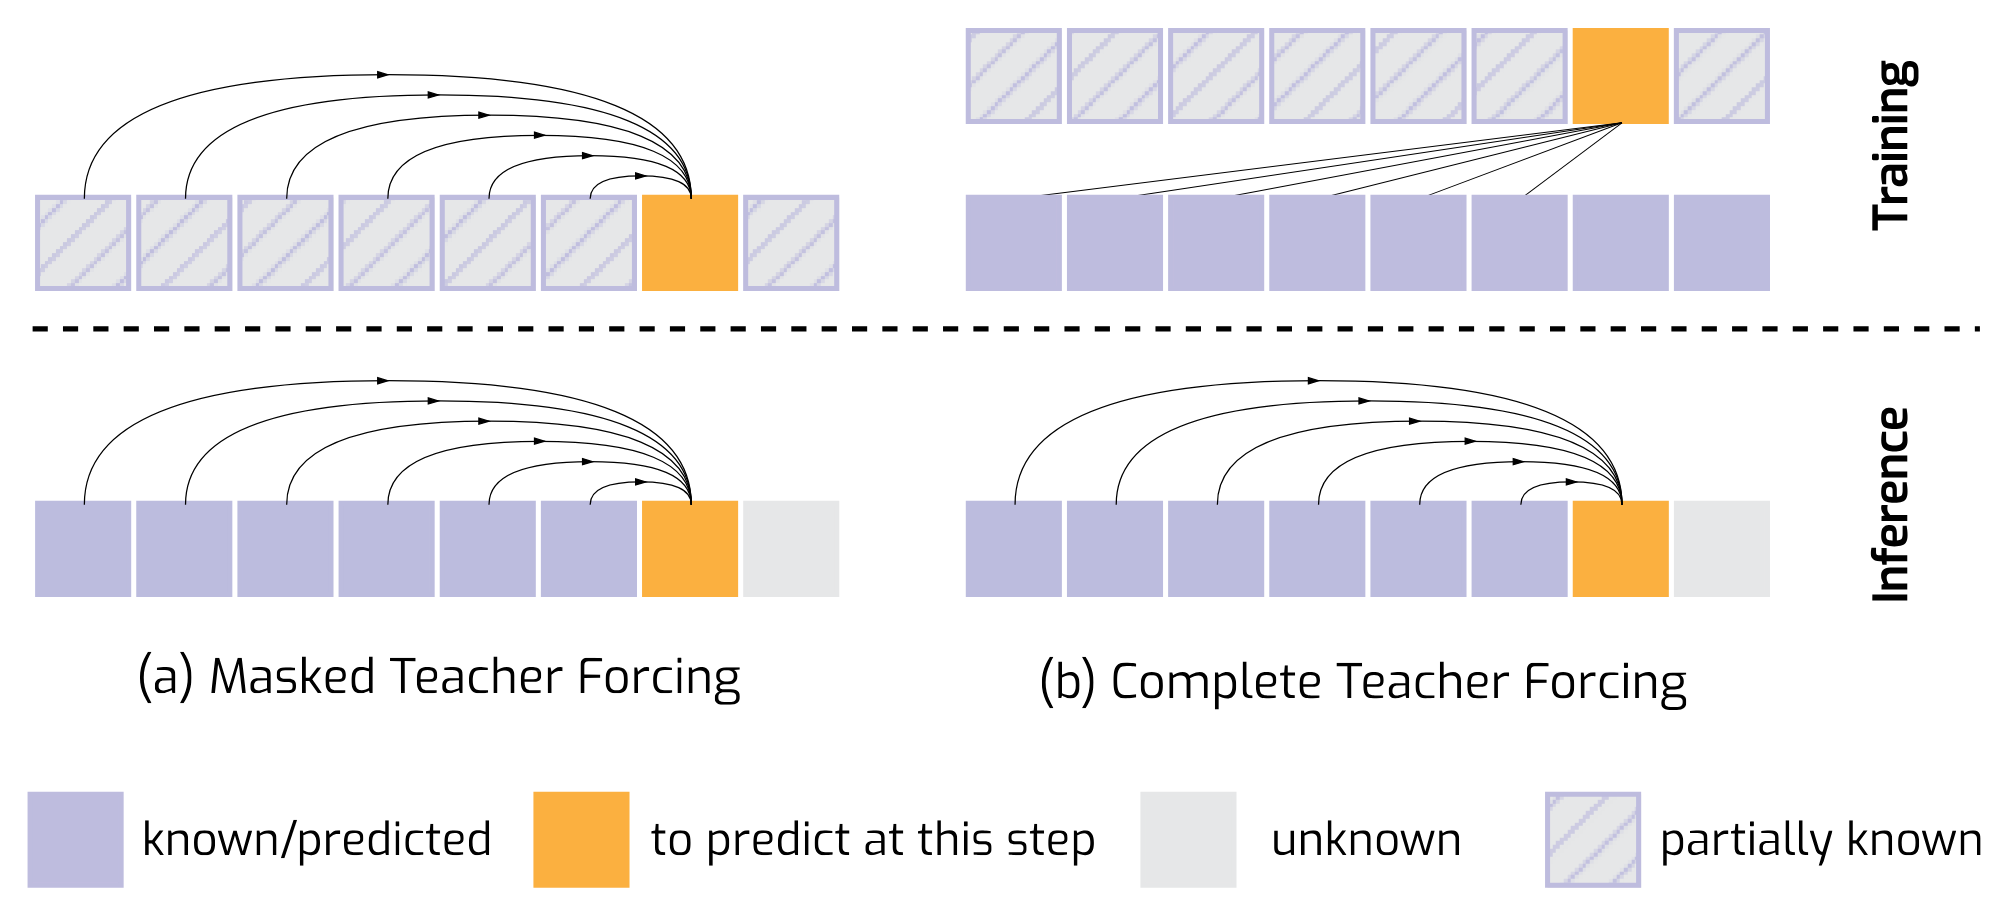 Training
Inference
(a) Masked Teacher Forcing
(b) Complete Teacher Forcing
known/predicted
to predict at this step
unknown
partially known